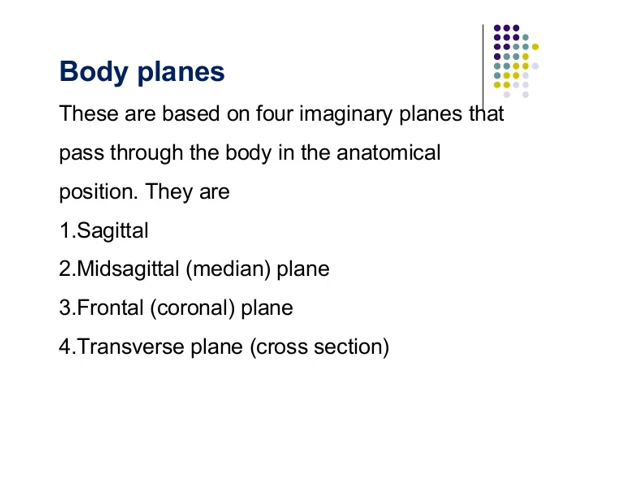 Body planes
These are based on four imaginary planes that
pass through the body in the anatomical
position. They are
1.Sagittal
2.Midsagittal (median) plane
3.Frontal (coronal) plane
4.Transverse plane (cross section)